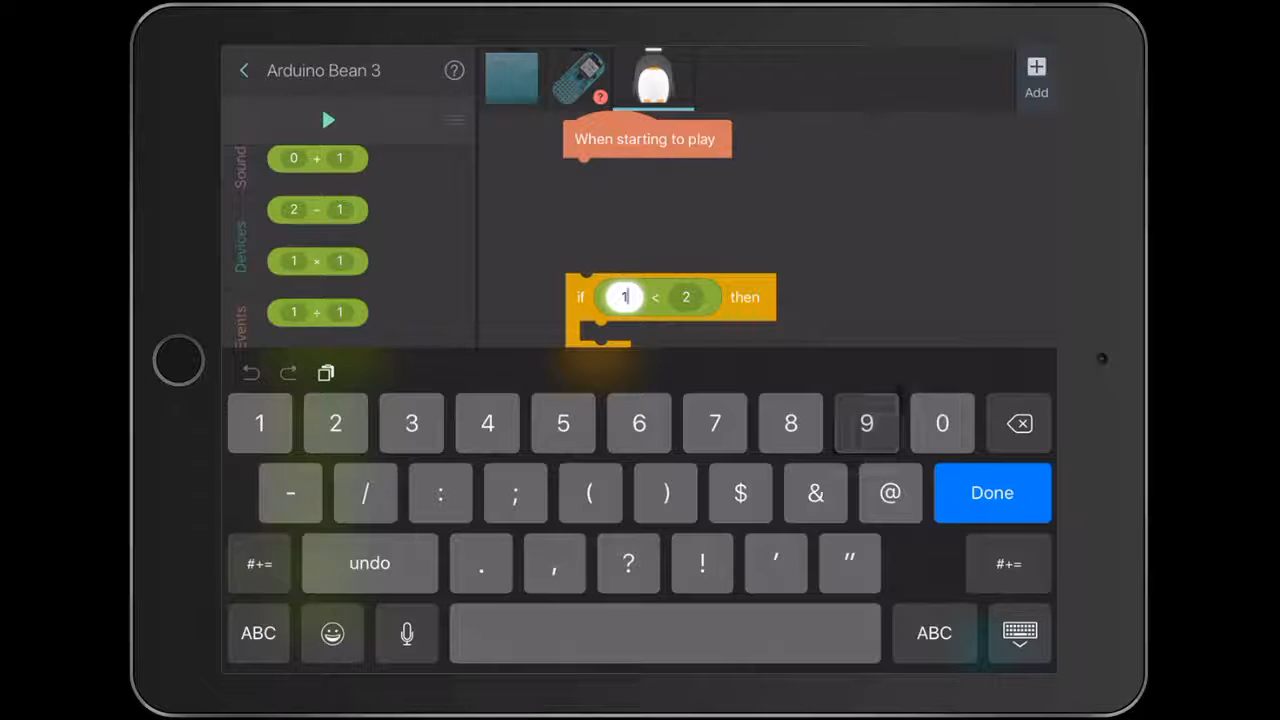 Arduino Bean 3 ?
Add
?
When starting to play
Sound
0 + 1
2 - 1
Devices
1 × 1
if 1 < 2 then
Events
1 ÷ 1
1 2 3 4 5 6 7 8 9 0
- / : ; ( ) $ & @ Done
#+= undo . , ? ! ' " #+=
ABC ABC